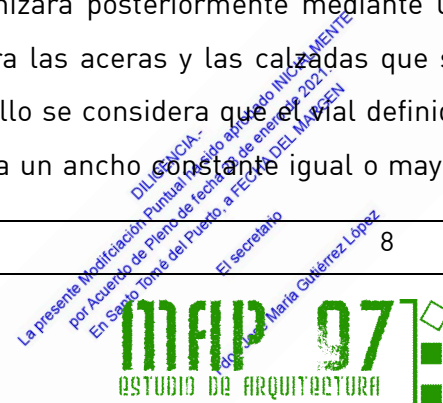 nizará posteriormente mediante u
ra las aceras y las calzadas que s
llo se considera que el vial definic
a un ancho constante igual o may
DILIGENCIA.-
La presente Modificiación Puntual ha sido aprobado INICIALMENTE
por Acuerdo de Pleno de fecha de enero de 2021.
En Santo Tomé del Puerto, a FECHA DEL MARGEN
El secretario
Fdo. José María Gutiérrez López
8
MAP 97
ESTUDIO DE ARQUITECTURA